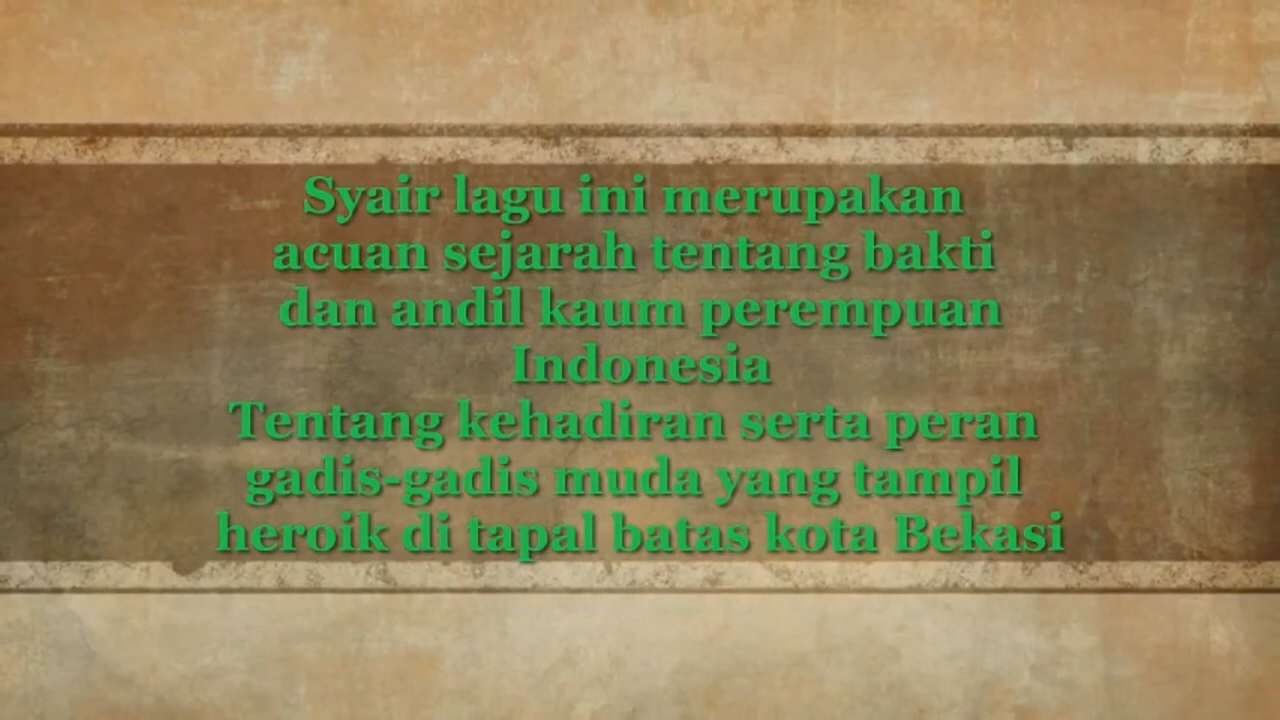 Syair lagu ini merupakan
acuan sejarah tentang bakti
dan andil kaum perempuan
Indonesia
Tentang kehadiran serta peran
gadis-gadis muda yang tampil
heroik di tapal batas kota Bekasi